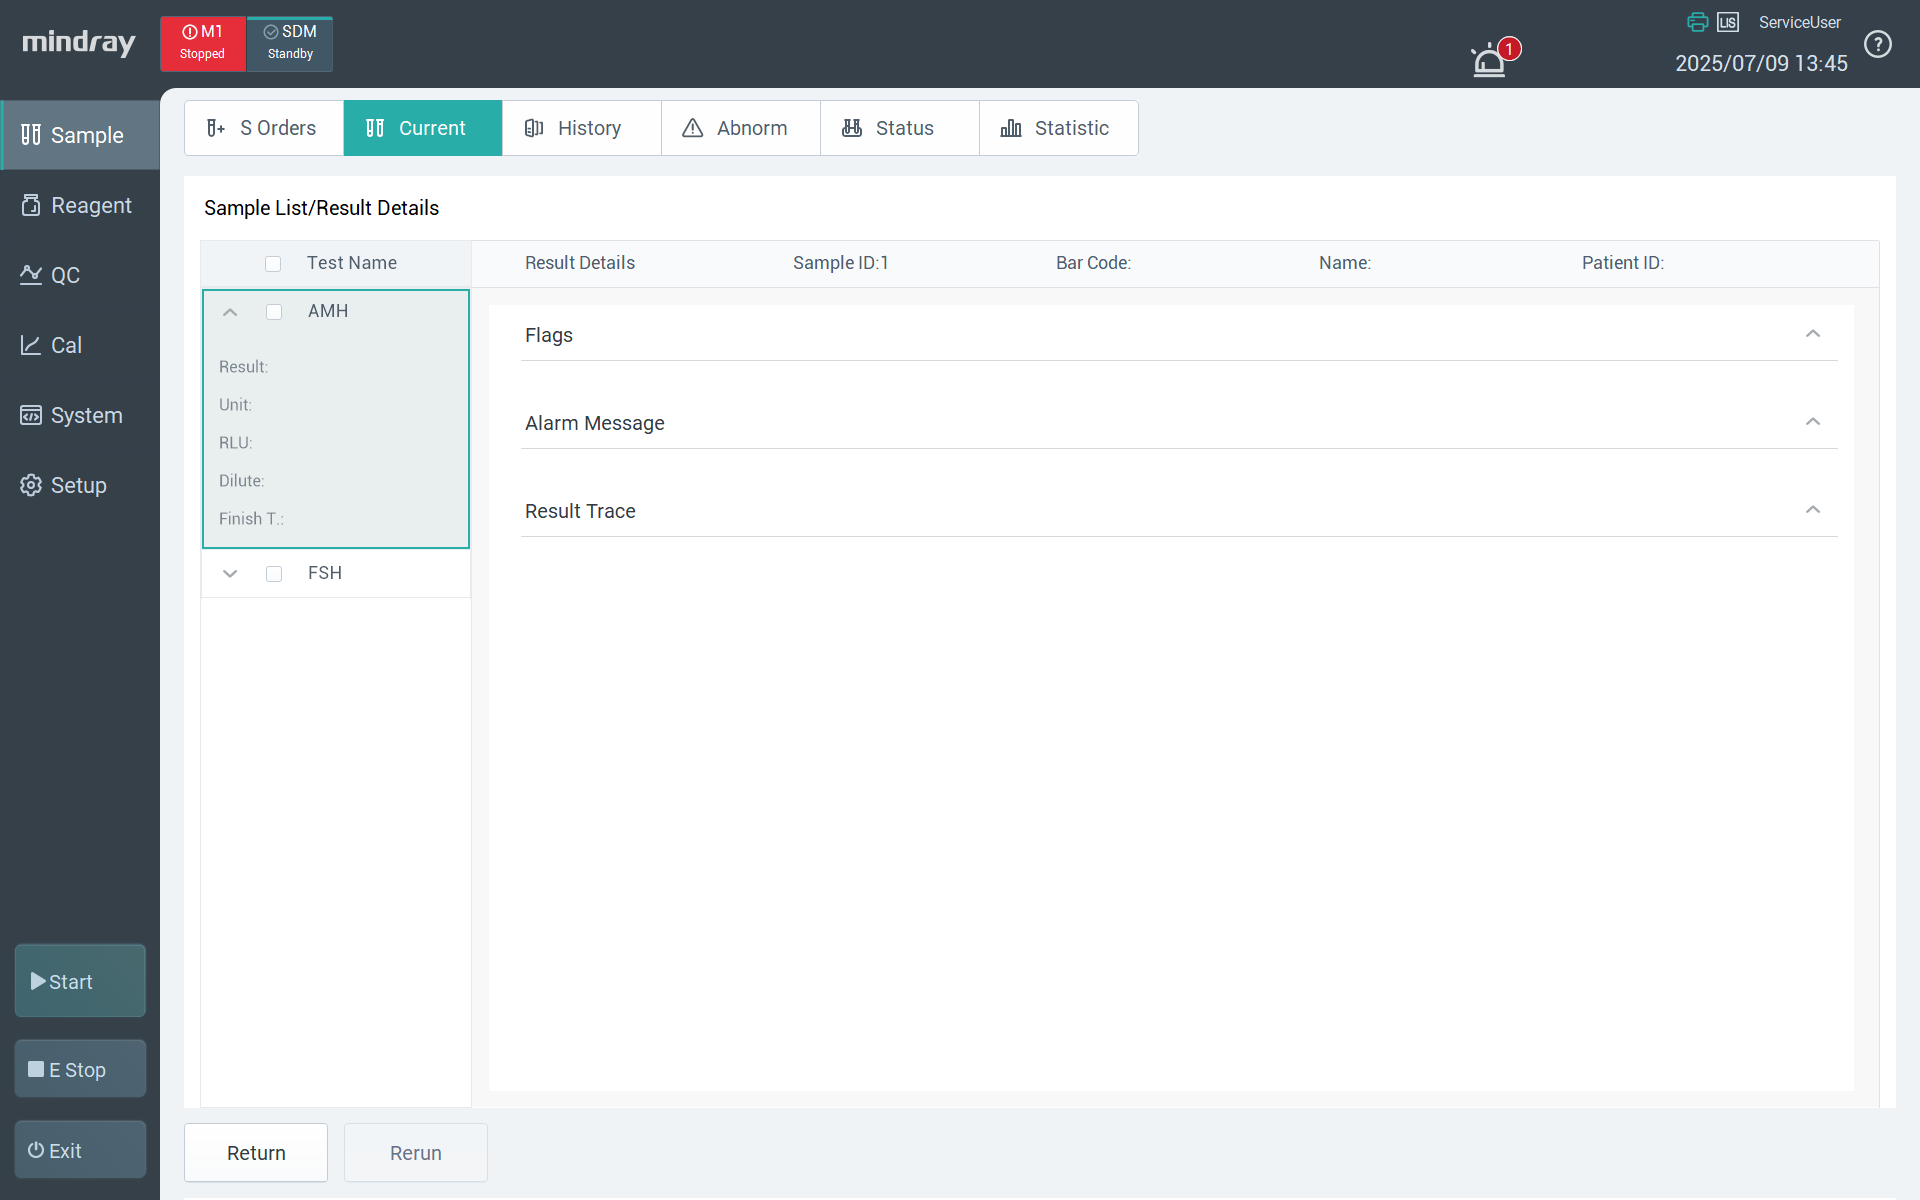 mindray
M1
Stopped
SDM
Standby
1
LIS
ServiceUser
2025/07/09 13:45
?
Sample
Reagent
QC
Cal
System
Setup
Start
E Stop
Exit
S Orders
Current
History
Abnorm
Status
Statistic
Sample List/Result Details
Test Name
Result Details
Sample ID:1
Bar Code:
Name:
Patient ID:
AMH
Result:
Unit:
RLU:
Dilute:
Finish T.:
FSH
Flags
Alarm Message
Result Trace
Return
Rerun